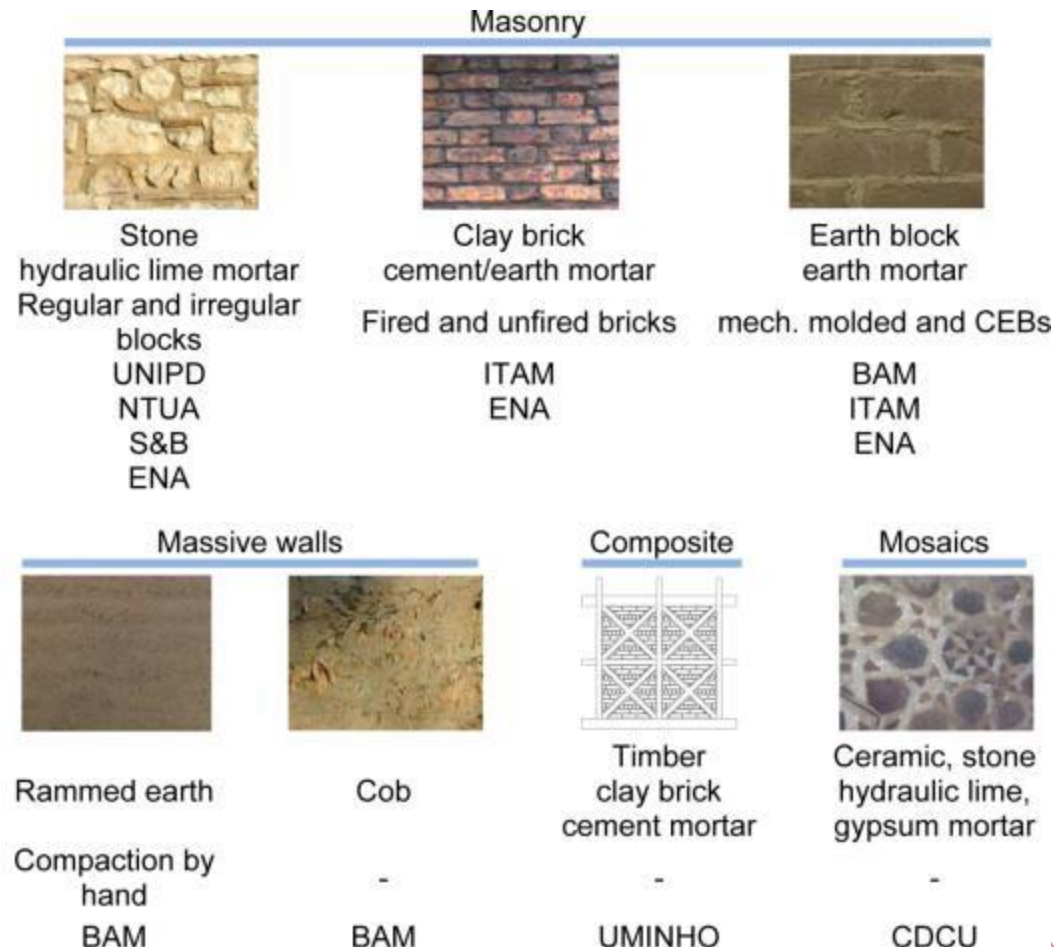 Masonry
Stone
hydraulic lime mortar
Regular and irregular
blocks
UNIPD
NTUA
S&B
ENA
Clay brick
cement/earth mortar
Fired and unfired bricks
ITAM
ENA
Earth block
earth mortar
mech. molded and CEBs
BAM
ITAM
ENA
Massive walls
Composite
Mosaics
Rammed earth
Compaction by
hand
BAM
Cob
-
BAM
Timber
clay brick
cement mortar
-
UMINHO
Ceramic, stone
hydraulic lime,
gypsum mortar
-
CDCU